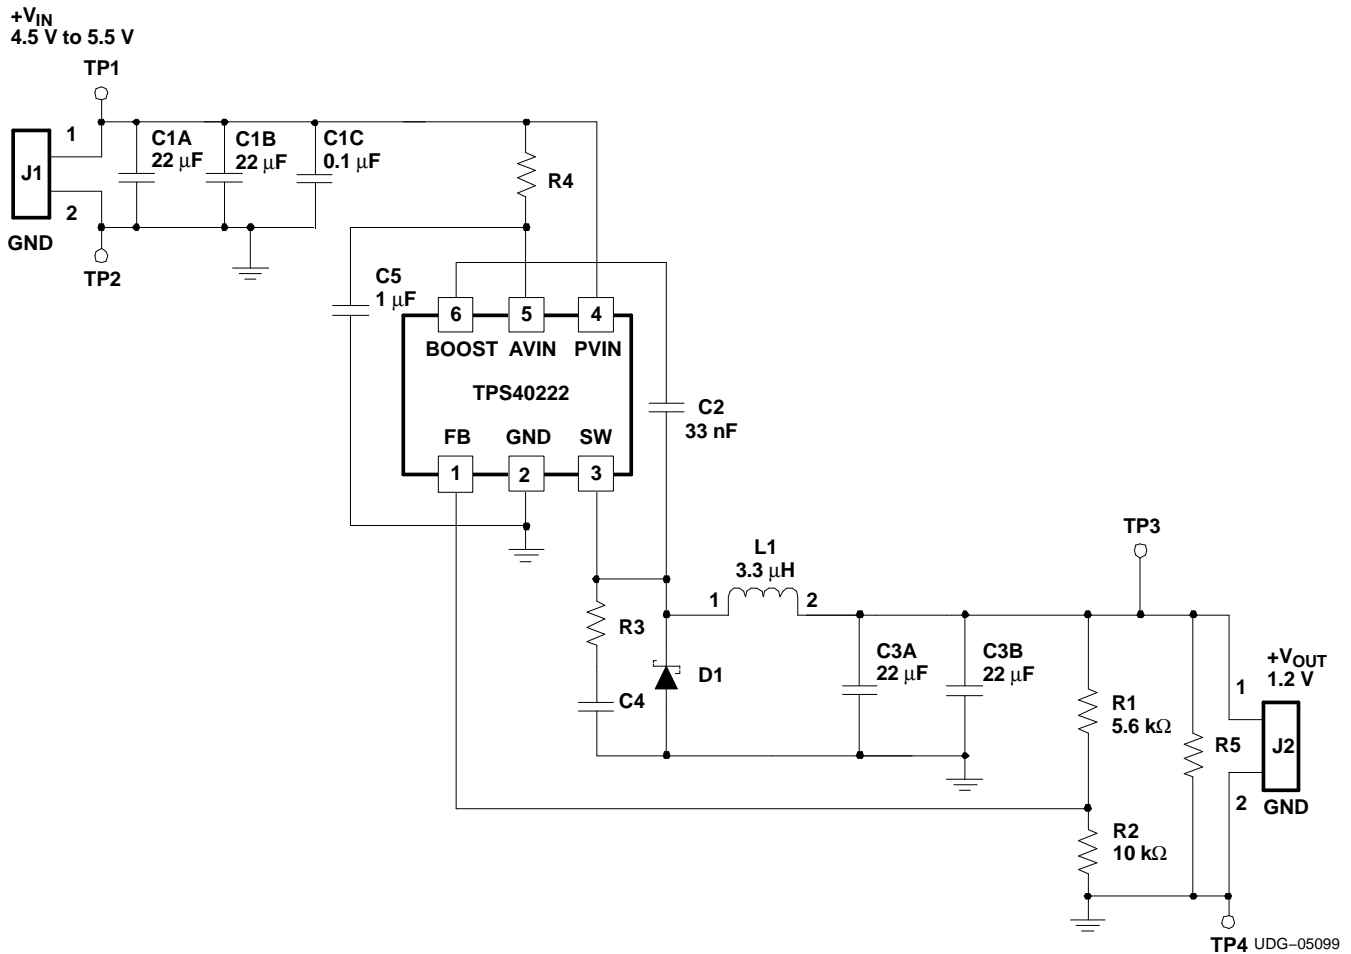 +VIN
4.5 V to 5.5 V
TP1
1
J1
2
GND
TP2
C1A
22 μF
C1B
22 μF
C1C
0.1 μF
R4
C5
1 μF
6
5
4
BOOST
AVIN
PVIN
TPS40222
FB
GND
SW
1
2
3
C2
33 nF
TP3
L1
3.3 μH
1
2
R3
D1
C4
C3A
22 μF
C3B
22 μF
R1
5.6 kΩ
R5
+VOUT
1.2 V
1
J2
2
GND
R2
10 kΩ
TP4
UDG–05099